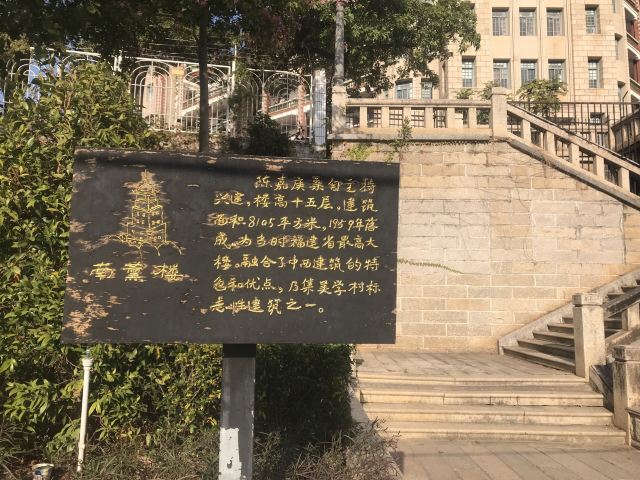 南薰楼
陈嘉庚亲自主持
兴建，楼高十五层。建筑
面积8105平方米，1959年落
成。为当时福建省最高大
楼。融合了中西建筑的特
色和优点，乃集美学村标
志性建筑之一。